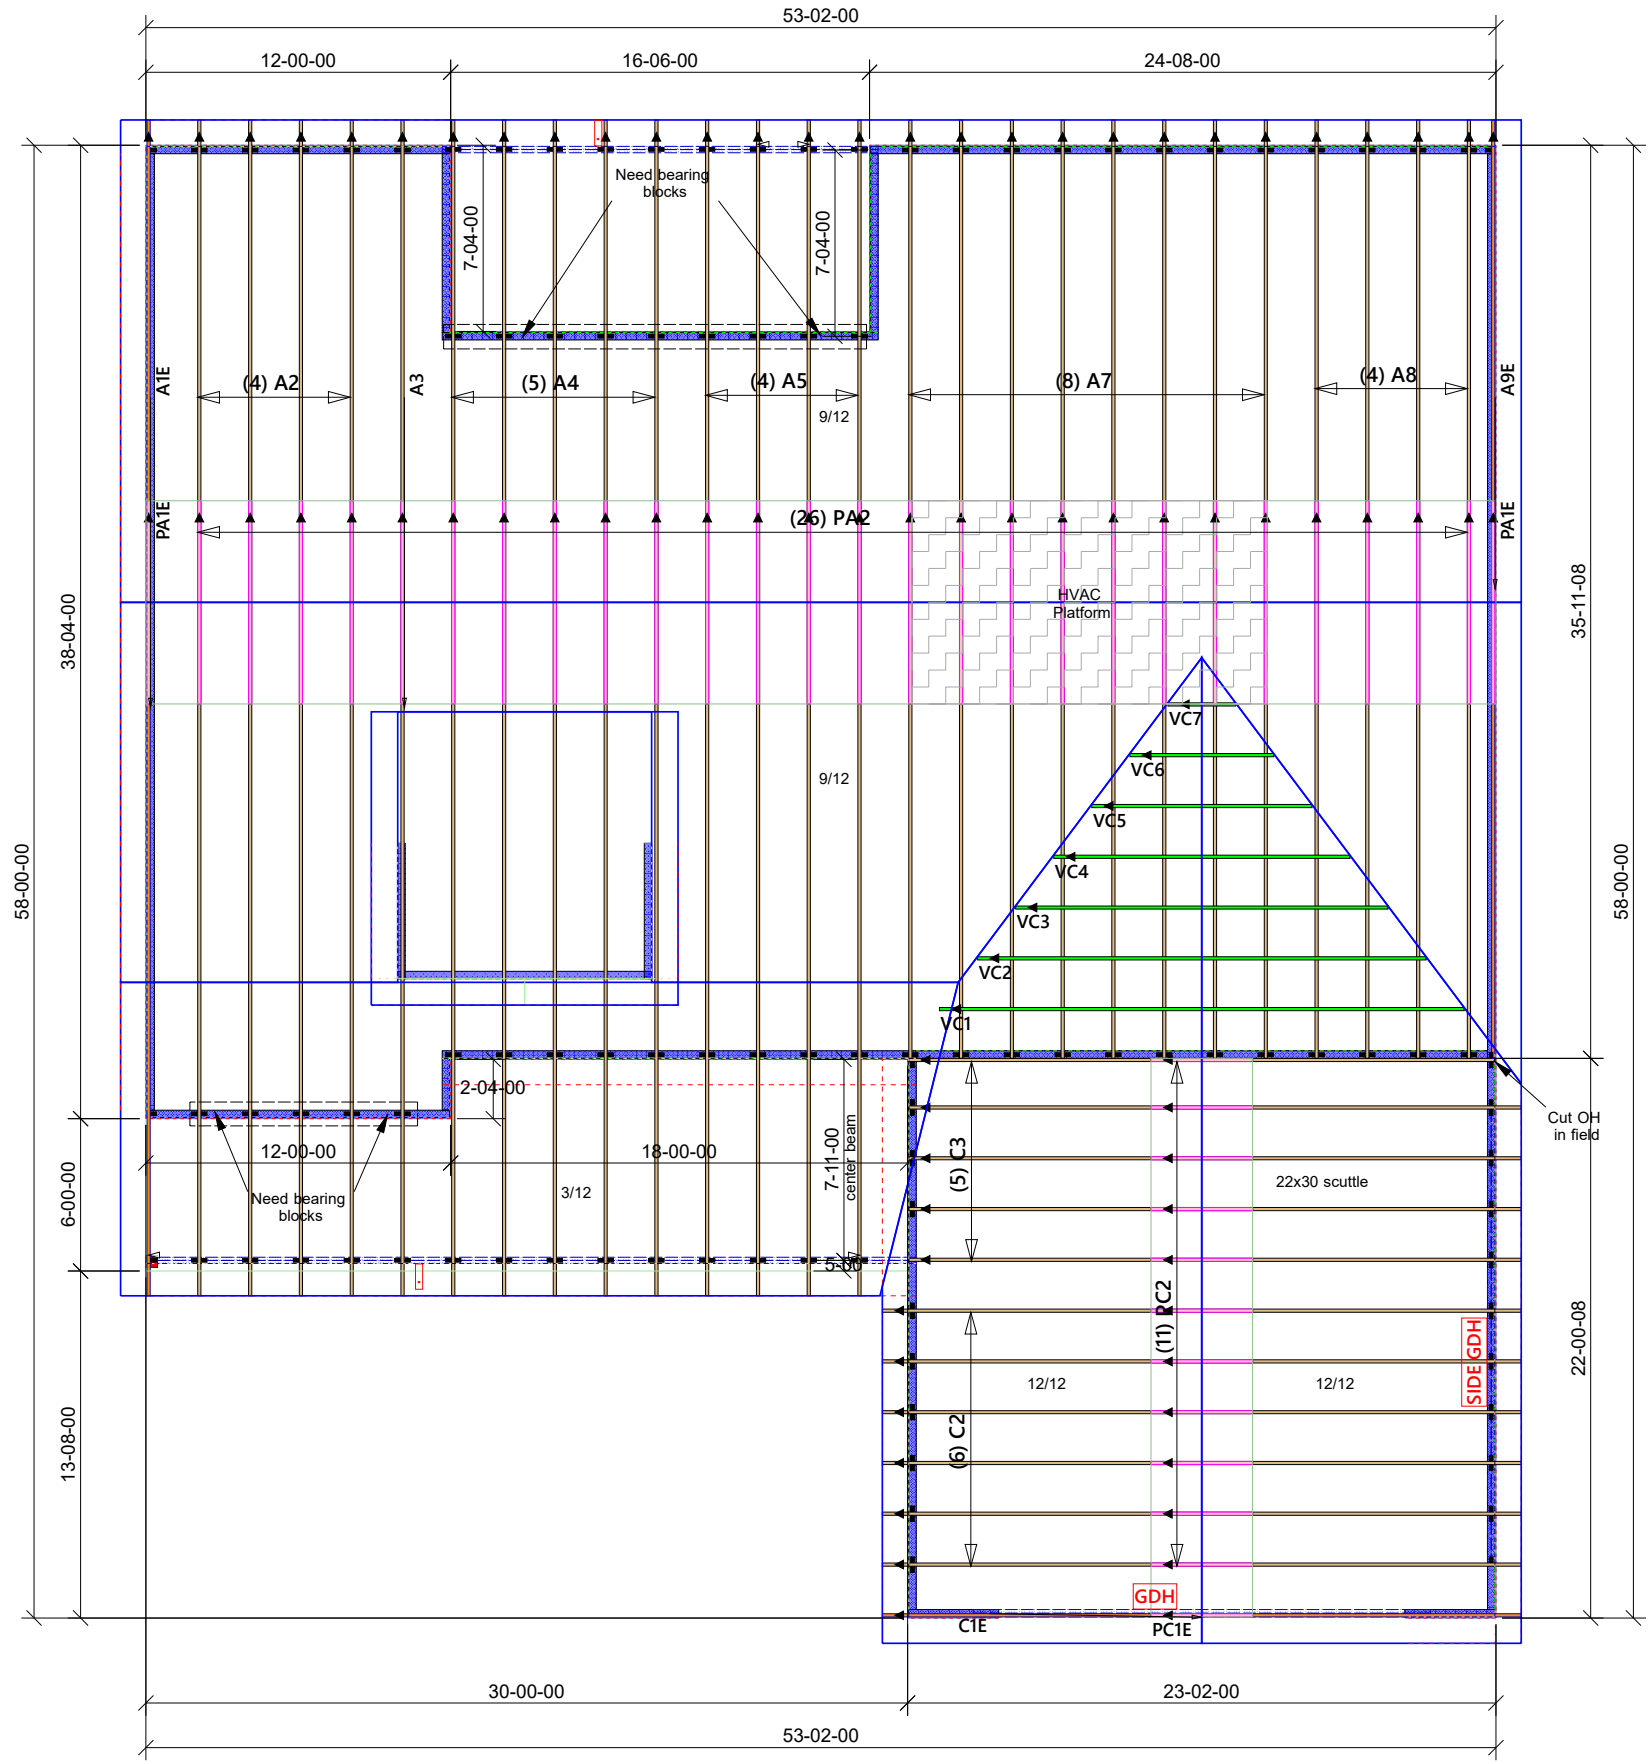 53-02-00
12-00-00
16-06-00
24-08-00
Need bearing
blocks
7-04-00
7-04-00
A1E
(4) A2
A3
(5) A4
(4) A5
(8) A7
(4) A8
A9E
9/12
PA1E
(26) PA2
PA1E
38-04-00
35-11-08
HVAC
Platform
VC7
VC6
9/12
VC5
VC4
VC3
VC2
VC1
58-00-00
58-00-00
2-04-00
Cut OH
in field
12-00-00
18-00-00
7-11-00
center beam
(5) C3
22x30 scuttle
6-00-00
Need bearing
blocks
3/12
5-00
(11) PC2
SIDE GDH
22-00-08
12/12
12/12
13-08-00
(6) C2
GDH
C1E
PC1E
30-00-00
23-02-00
53-02-00